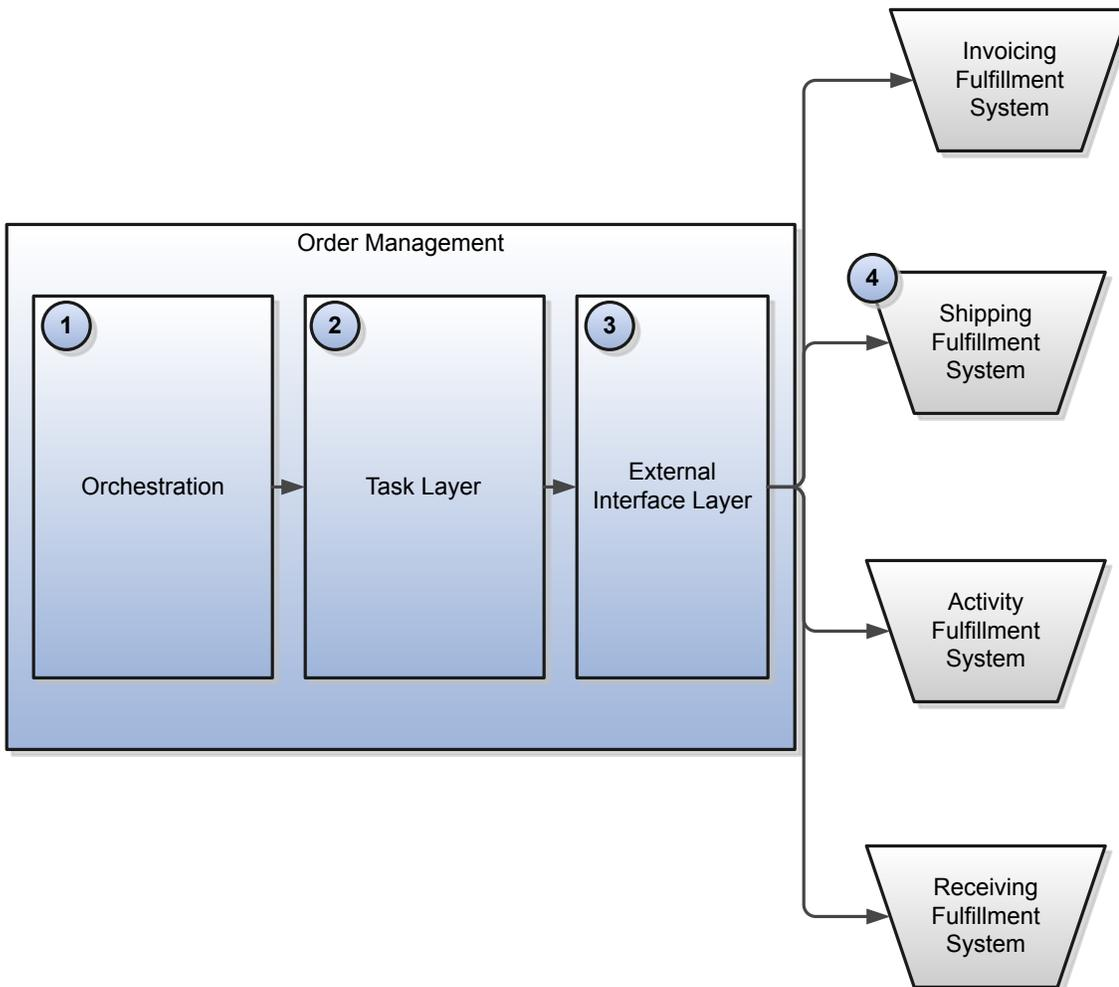 Invoicing
Fulfillment
System
Order Management
1
2
3
4
Shipping
Fulfillment
System
Orchestration
Task Layer
External
Interface Layer
Activity
Fulfillment
System
Receiving
Fulfillment
System